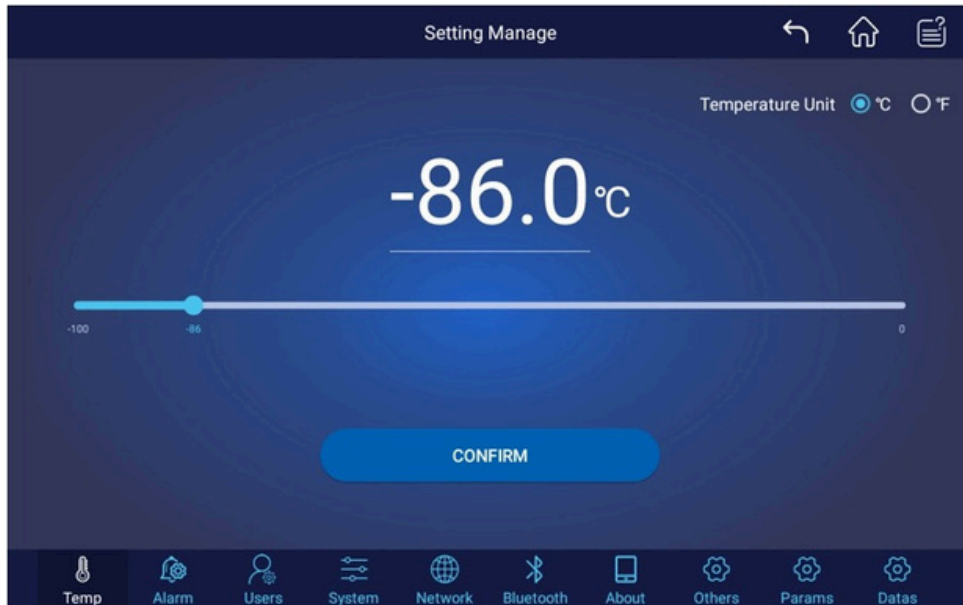 Setting Manage
Temperature Unit ℃ ℉
-86.0℃
-100 -86 0
CONFIRM
Temp Alarm Users System Network Bluetooth About Others Params Datas